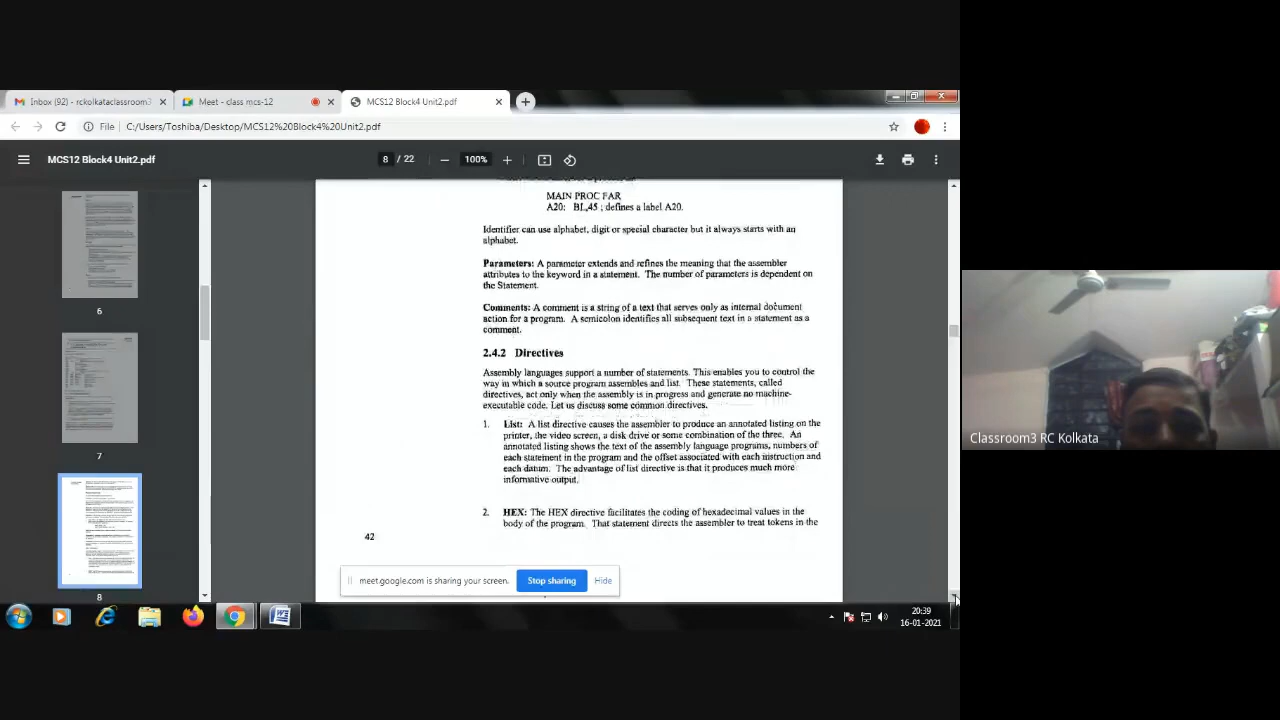 Inbox (92) - rckolkataclassroom3
Meet - class mcs-12
MCS12 Block4 Unit2.pdf
File
C:/Users/Toshiba/Desktop/MCS12%20Block4%20Unit2.pdf
MCS12 Block4 Unit2.pdf
8 / 22
100%
MAIN PROC FAR
A20: BL,45 ; defines a label A20.
Identifier can use alphabet, digit or special character but it always starts with an
alphabet.
Parameters: A parameter extends and refines the meaning that the assembler
attributes to the keyword in a statement. The number of parameters is dependent on
the Statement.
Comments: A comment is a string of a text that serves only as internal document
action for a program. A semicolon identifies all subsequent text in a statement as a
comment.
2.4.2 Directives
Assembly languages support a number of statements. This enables you to control the
way in which a source program assembles and list. These statements, called
directives, act only when the assembly is in progress and generate no machine-
executable code. Let us discuss some common directives.
1. List: A list directive causes the assembler to produce an annotated listing on the
printer, the video screen, a disk drive or some combination of the three. An
annotated listing shows the text of the assembly language programs, numbers of
each statement in the program and the offset associated with each instruction and
each datum. The advantage of list directive is that it produces much more
informative output.
2. HEX: The HEX directive facilitates the coding of hexadecimal values in the
body of the program. That statement directs the assembler to treat tokens in the
42
6
7
8
meet.google.com is sharing your screen.
Stop sharing
Hide
20:39
16-01-2021
Classroom3 RC Kolkata